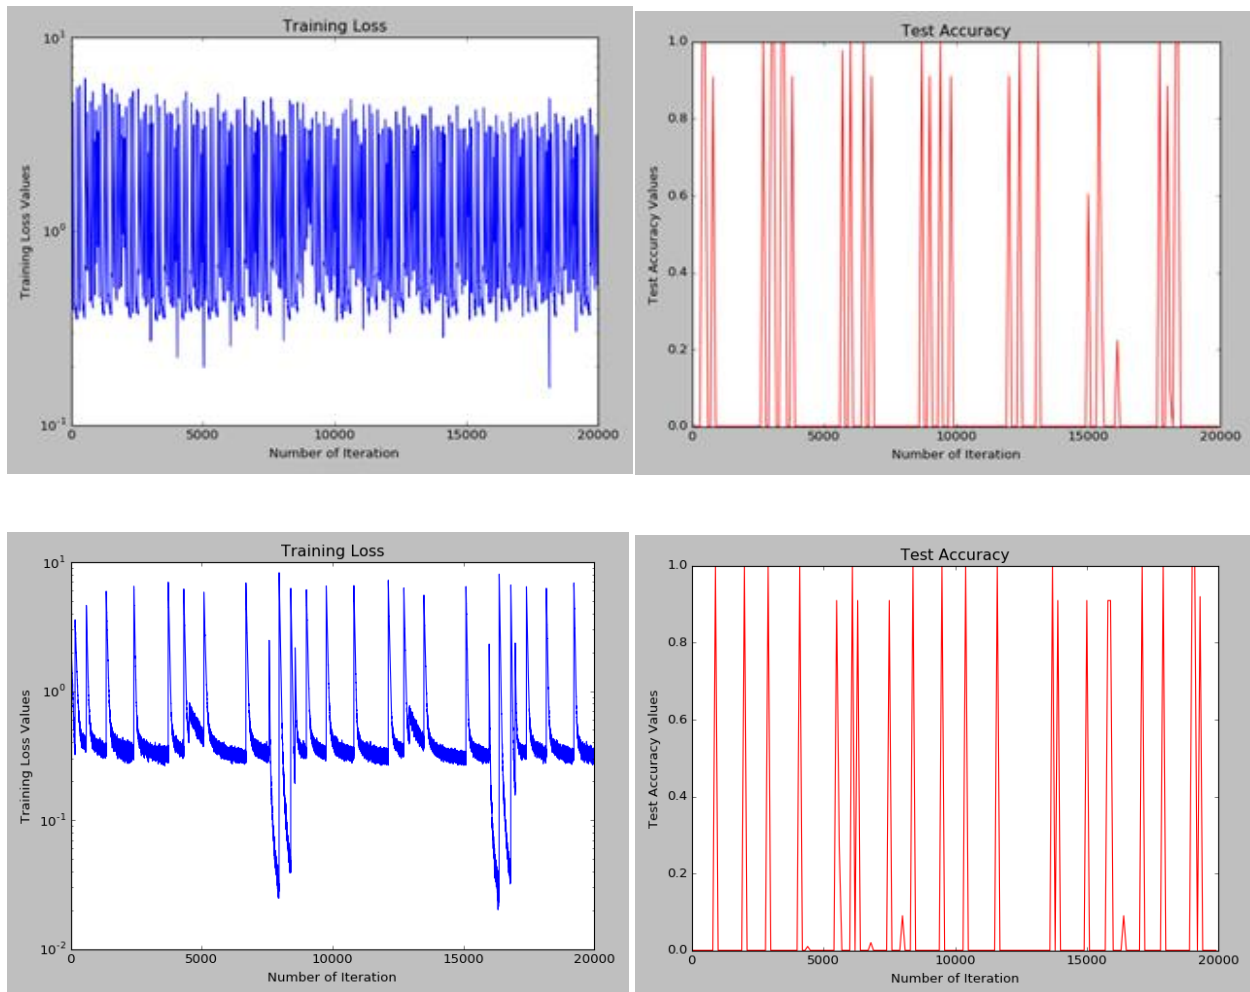 Training Loss
Training Loss Values
10^1
10^0
10^-1
0 5000 10000 15000 20000
Number of Iteration
Test Accuracy
Test Accuracy Values
1.0
0.8
0.6
0.4
0.2
0.0
0 5000 10000 15000 20000
Number of Iteration
Training Loss
Training Loss Values
10^1
10^0
10^-1
10^-2
0 5000 10000 15000 20000
Number of Iteration
Test Accuracy
Test Accuracy Values
1.0
0.8
0.6
0.4
0.2
0.0
0 5000 10000 15000 20000
Number of Iteration